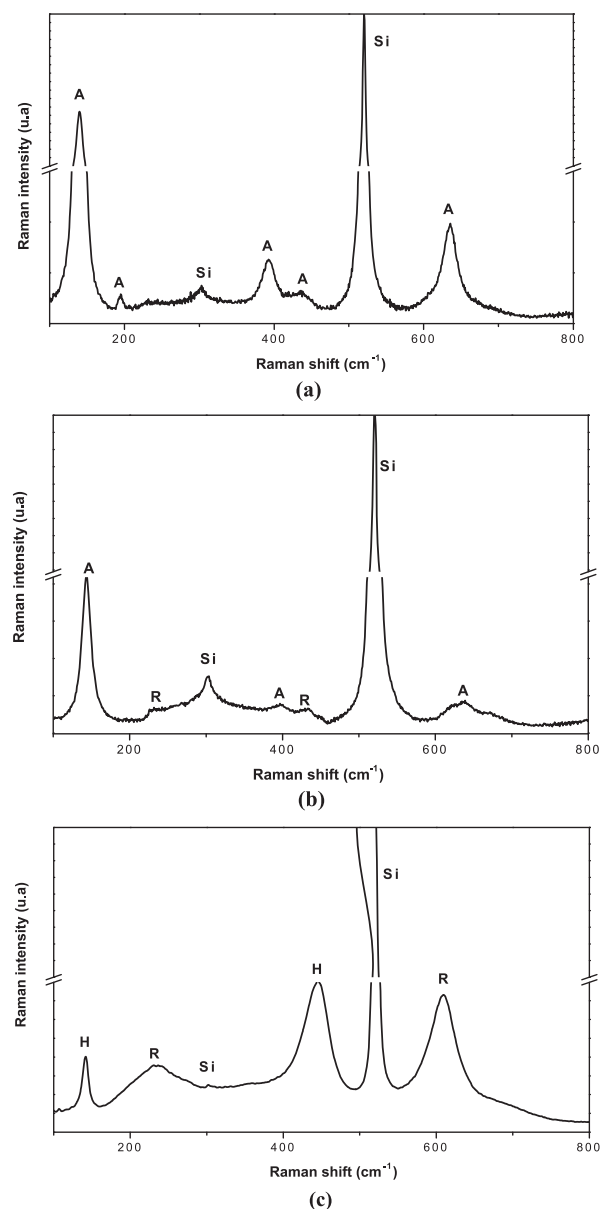 Raman intensity (u.a)
A
A
Si
A
A
Si
A
200 400 600 800
Raman shift (cm⁻¹)
(a)
Raman intensity (u.a)
A
R
Si
A
R
Si
A
200 400 600 800
Raman shift (cm⁻¹)
(b)
Raman intensity (u.a)
H
R
Si
H
Si
R
200 400 600 800
Raman shift (cm⁻¹)
(c)